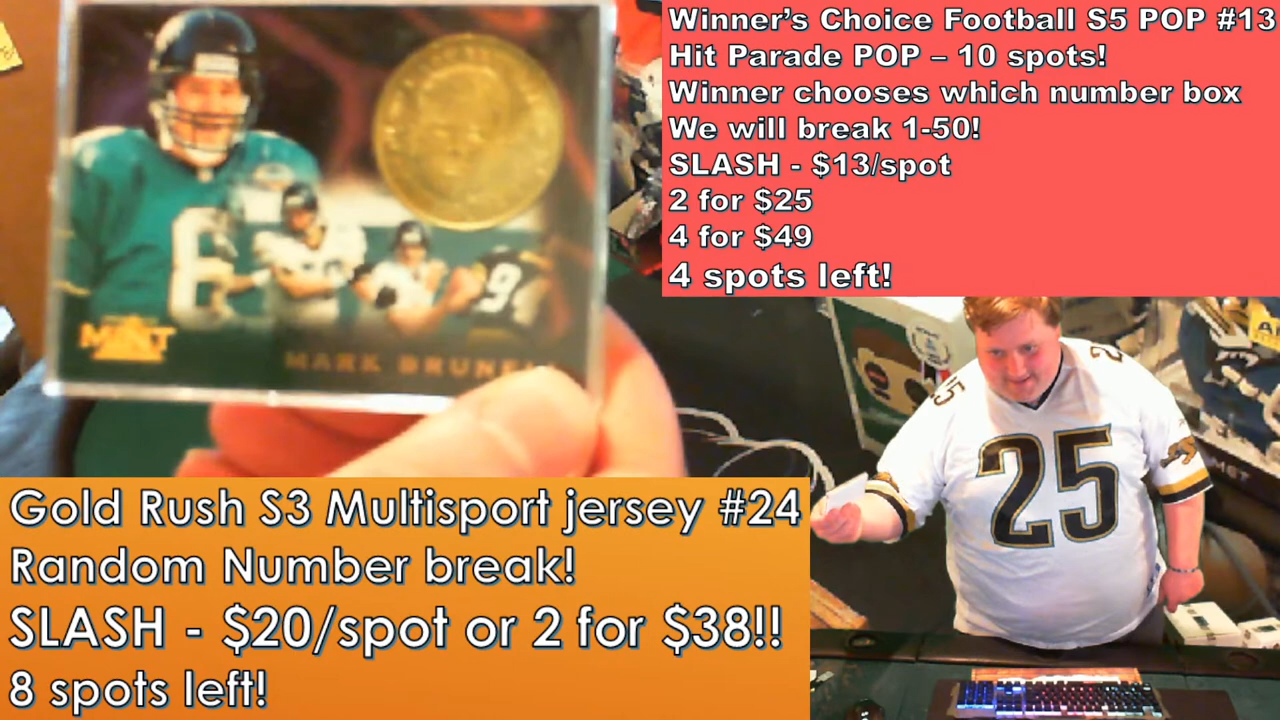 Winner's Choice Football S5 POP #13
Hit Parade POP – 10 spots!
Winner chooses which number box
We will break 1-50!
SLASH - $13/spot
2 for $25
4 for $49
4 spots left!
MINT
MARK BRUNELL
25
25
Gold Rush S3 Multisport jersey #24
Random Number break!
SLASH - $20/spot or 2 for $38!!
8 spots left!